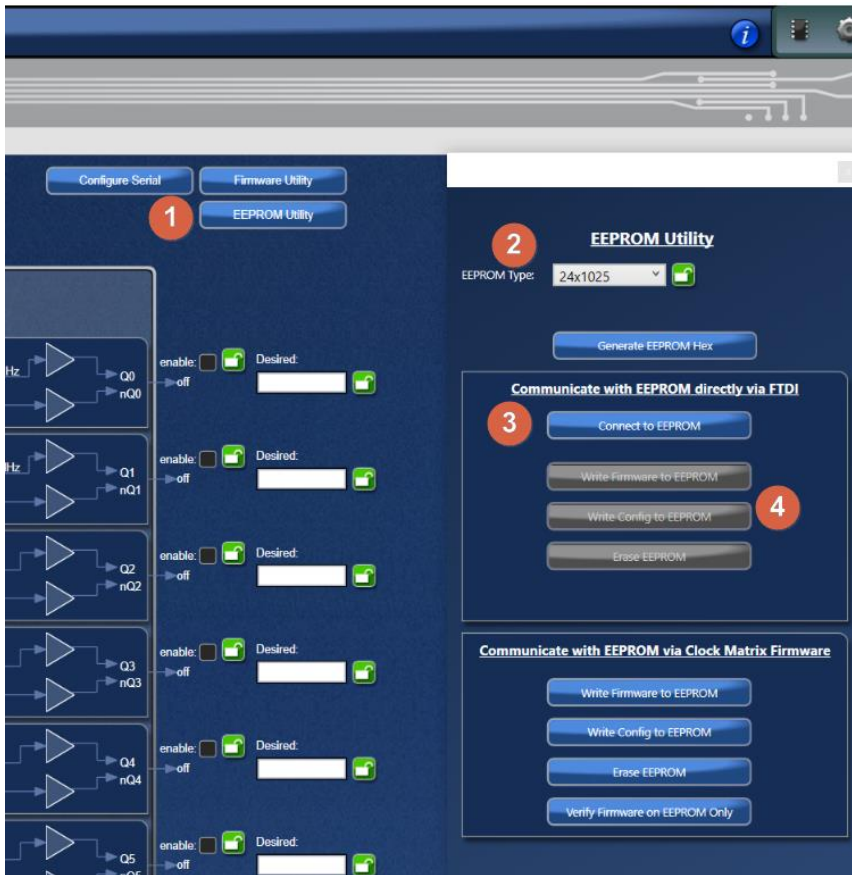 i
Configure Serial
Firmware Utility
1
EEPROM Utility
2
EEPROM Utility
EEPROM Type:
24x1025
Generate EEPROM Hex
Communicate with EEPROM directly via FTDI
3
Connect to EEPROM
Write Firmware to EEPROM
Write Config to EEPROM
4
Erase EEPROM
Communicate with EEPROM via Clock Matrix Firmware
Write Firmware to EEPROM
Write Config to EEPROM
Erase EEPROM
Verify Firmware on EEPROM Only
Hz
Q0
nQ0
enable:
off
Desired:
Hz
Q1
nQ1
enable:
off
Desired:
Q2
nQ2
enable:
off
Desired:
Q3
nQ3
enable:
off
Desired:
Q4
nQ4
enable:
off
Desired:
Q5
enable:
off
Desired: